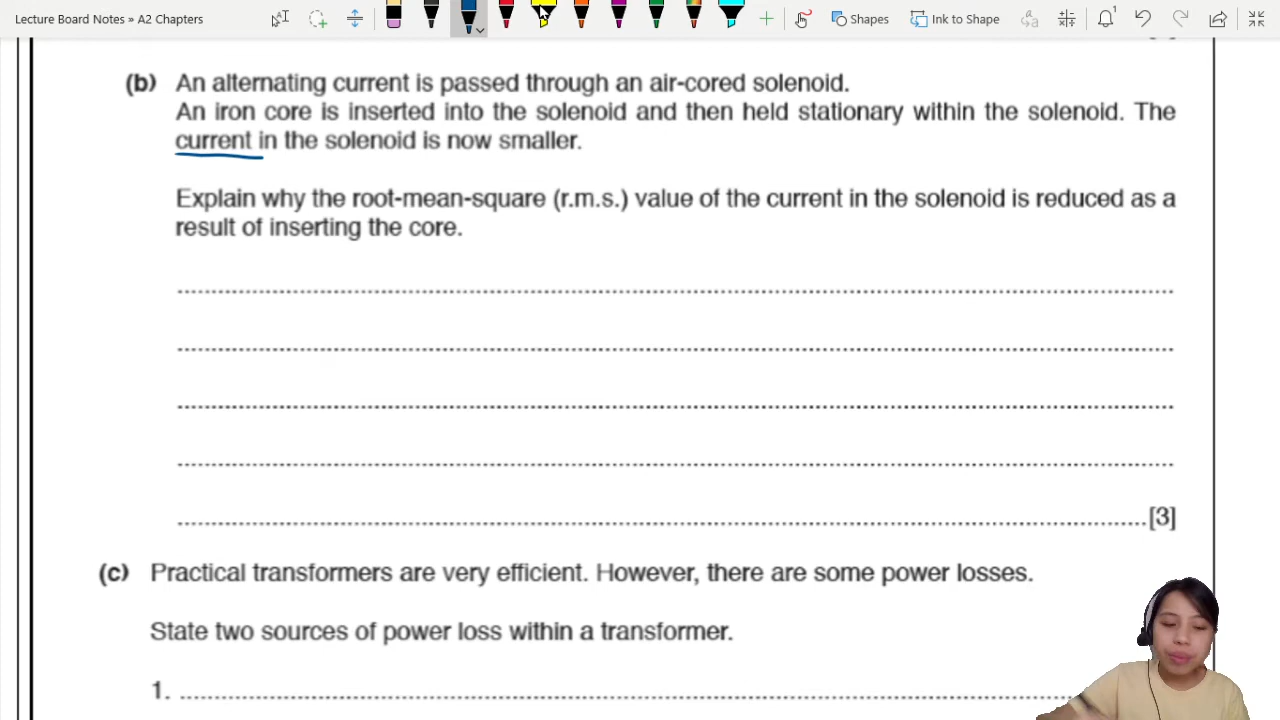 Lecture Board Notes » A2 Chapters
Shapes
Ink to Shape
1
(b) An alternating current is passed through an air-cored solenoid.
An iron core is inserted into the solenoid and then held stationary within the solenoid. The
current in the solenoid is now smaller.
Explain why the root-mean-square (r.m.s.) value of the current in the solenoid is reduced as a
result of inserting the core.
[3]
(c) Practical transformers are very efficient. However, there are some power losses.
State two sources of power loss within a transformer.
1.